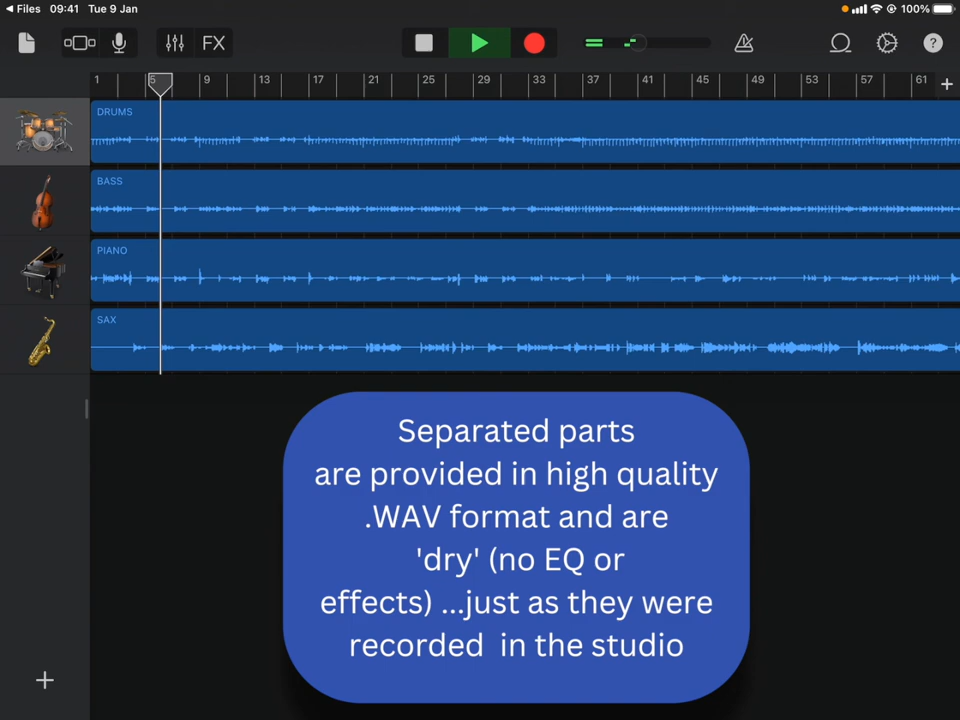 Files 09:41 Tue 9 Jan 100%
FX
1 5 9 13 17 21 25 29 33 37 41 45 49 53 57 61
DRUMS
BASS
PIANO
SAX
Separated parts
are provided in high quality
.WAV format and are
'dry' (no EQ or
effects) ...just as they were
recorded in the studio